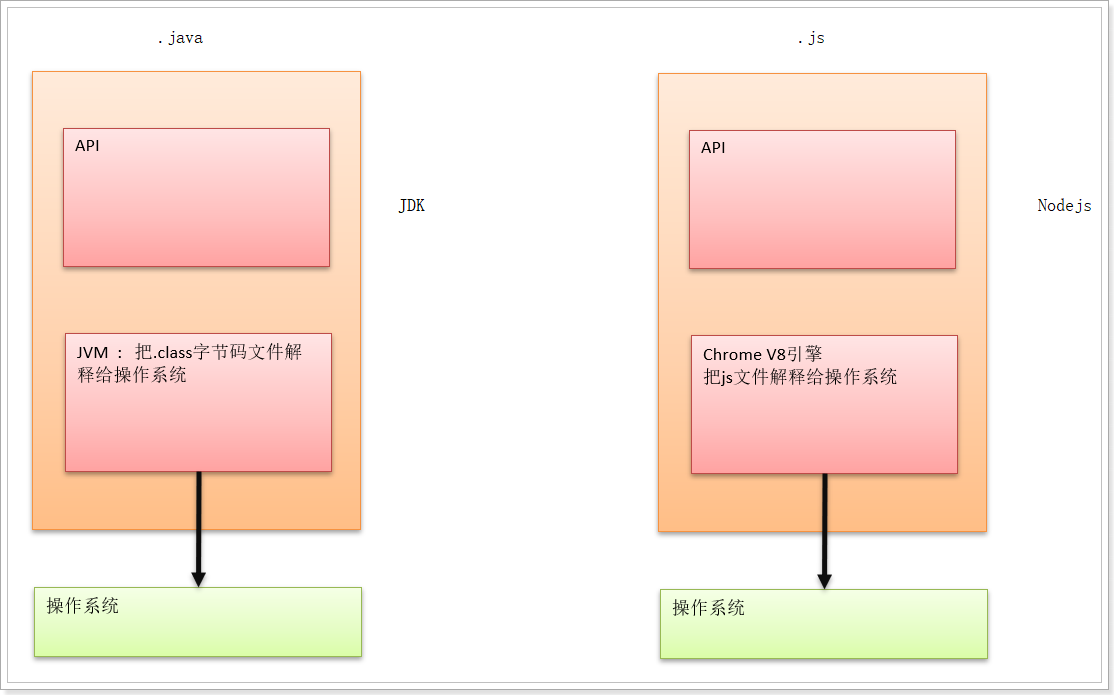 .java
API
JDK
JVM ： 把.class字节码文件解
释给操作系统
操作系统
.js
API
Nodejs
Chrome V8引擎
把js文件解释给操作系统
操作系统